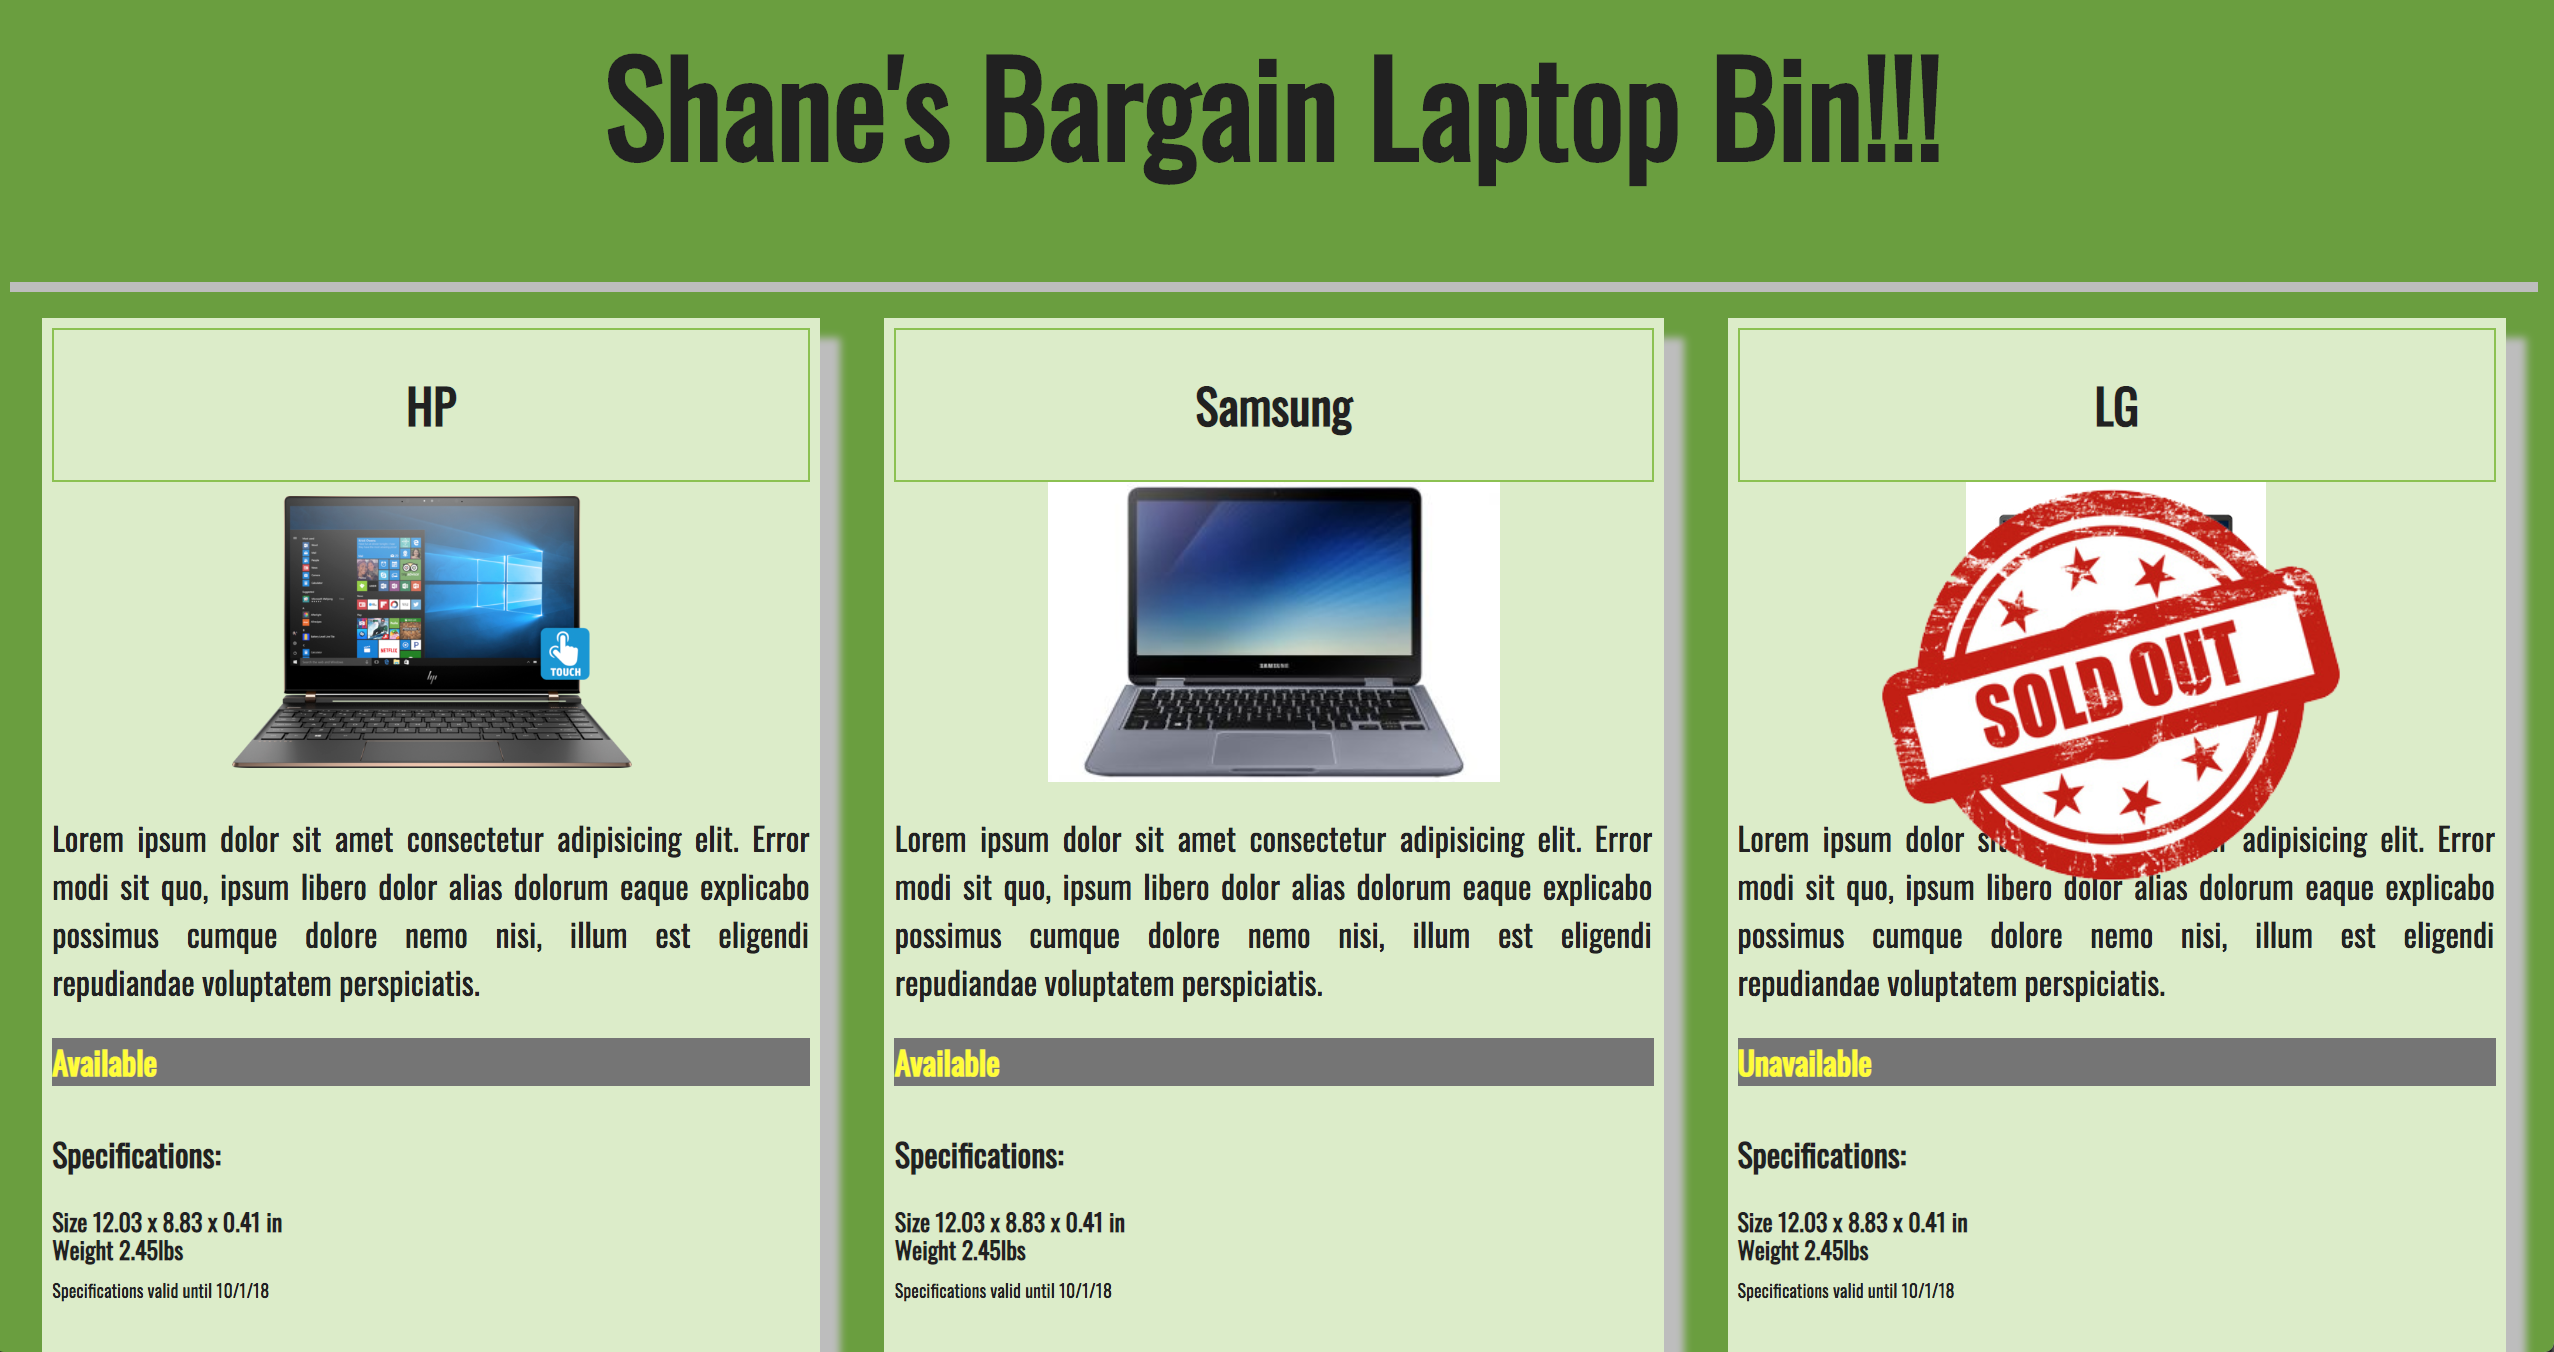 Shane's Bargain Laptop Bin!!!
HP
TOUCH
hp
Lorem ipsum dolor sit amet consectetur adipisicing elit. Error
modi sit quo, ipsum libero dolor alias dolorum eaque explicabo
possimus cumque dolore nemo nisi, illum est eligendi
repudiandae voluptatem perspiciatis.
Available
Specifications:
Size 12.03 x 8.83 x 0.41 in
Weight 2.45lbs
Specifications valid until 10/1/18
Samsung
SAMSUNG
Lorem ipsum dolor sit amet consectetur adipisicing elit. Error
modi sit quo, ipsum libero dolor alias dolorum eaque explicabo
possimus cumque dolore nemo nisi, illum est eligendi
repudiandae voluptatem perspiciatis.
Available
Specifications:
Size 12.03 x 8.83 x 0.41 in
Weight 2.45lbs
Specifications valid until 10/1/18
LG
SOLD OUT
Lorem ipsum dolor adipisicing elit. Error
modi sit quo, ipsum libero dolor alias dolorum eaque explicabo
possimus cumque dolore nemo nisi, illum est eligendi
repudiandae voluptatem perspiciatis.
Unavailable
Specifications:
Size 12.03 x 8.83 x 0.41 in
Weight 2.45lbs
Specifications valid until 10/1/18